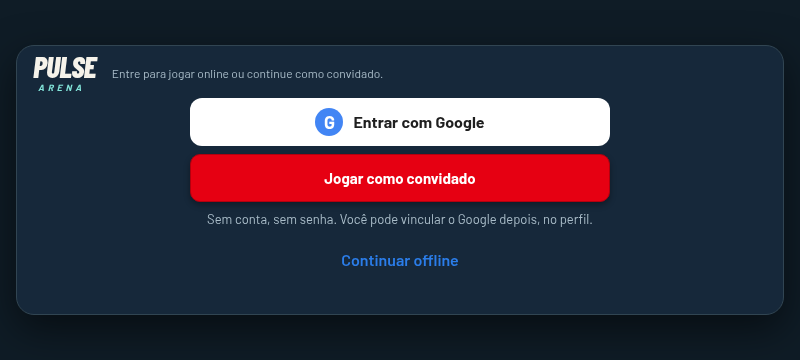 PULSE
ARENA
Entre para jogar online ou continue como convidado.
G Entrar com Google
Jogar como convidado
Sem conta, sem senha. Você pode vincular o Google depois, no perfil.
Continuar offline